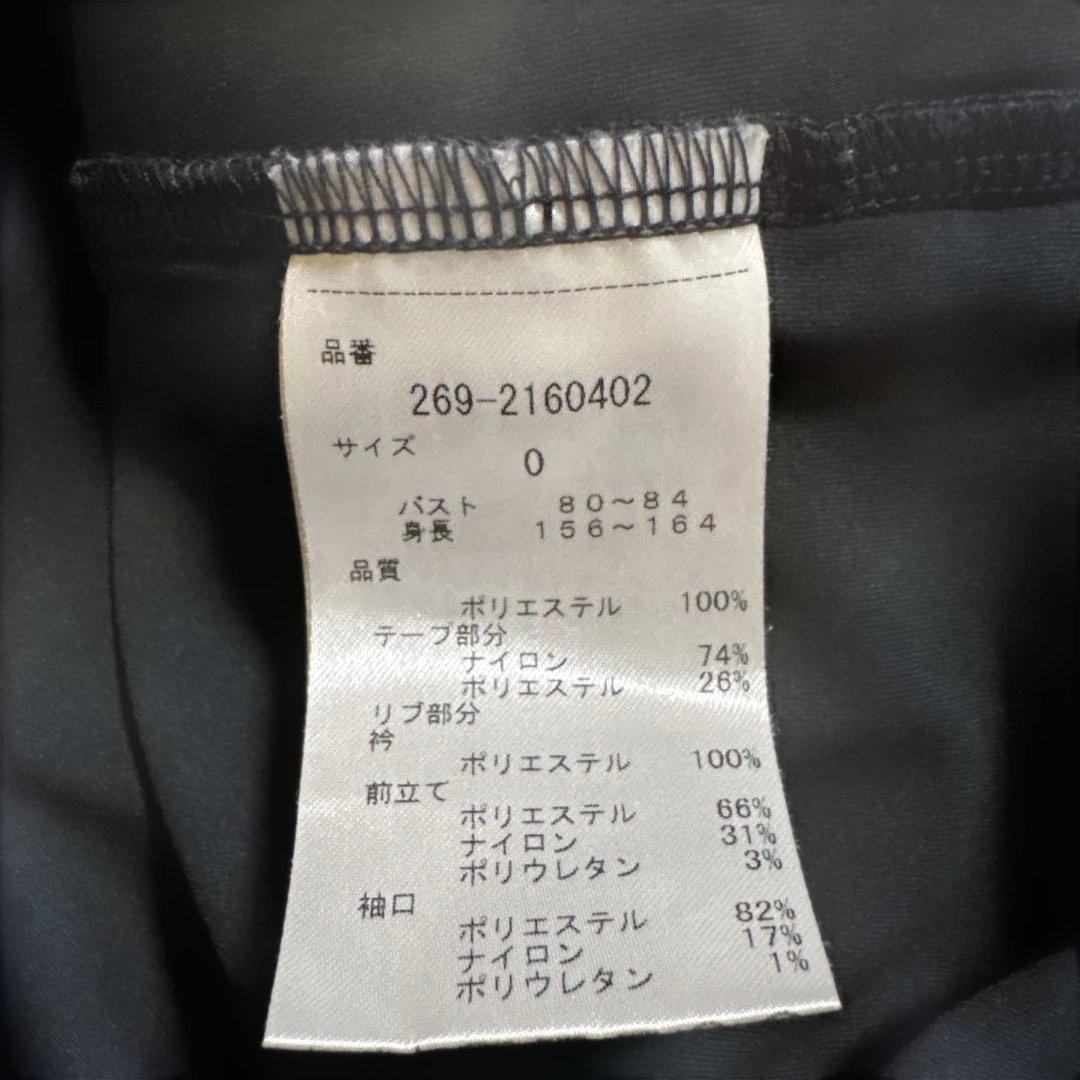 品番
269-2160402
サイズ
0
バスト 80～84
身長 156～164
品質
ポリエステル 100%
テープ部分
ナイロン 74%
ポリエステル 26%
リブ部分
衿
ポリエステル 100%
前立て
ポリエステル 66%
ナイロン 31%
ポリウレタン 3%
袖口
ポリエステル 82%
ナイロン 17%
ポリウレタン 1%